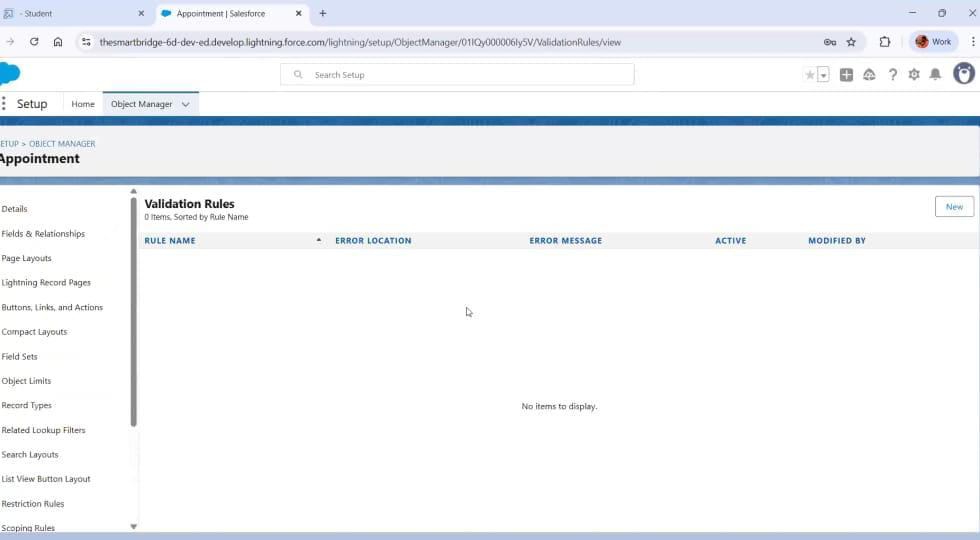 - Student
Appointment | Salesforce
thesmartbridge-6d-dev-ed.develop.lightning.force.com/lightning/setup/ObjectManager/01IQy000006Iy5V/ValidationRules/view
Work
Search Setup
Setup
Home
Object Manager
ETUP > OBJECT MANAGER
Appointment
Details
Fields & Relationships
Page Layouts
Lightning Record Pages
Buttons, Links, and Actions
Compact Layouts
Field Sets
Object Limits
Record Types
Related Lookup Filters
Search Layouts
List View Button Layout
Restriction Rules
Scoping Rules
Validation Rules
0 Items, Sorted by Rule Name
New
RULE NAME ERROR LOCATION ERROR MESSAGE ACTIVE MODIFIED BY
No items to display.